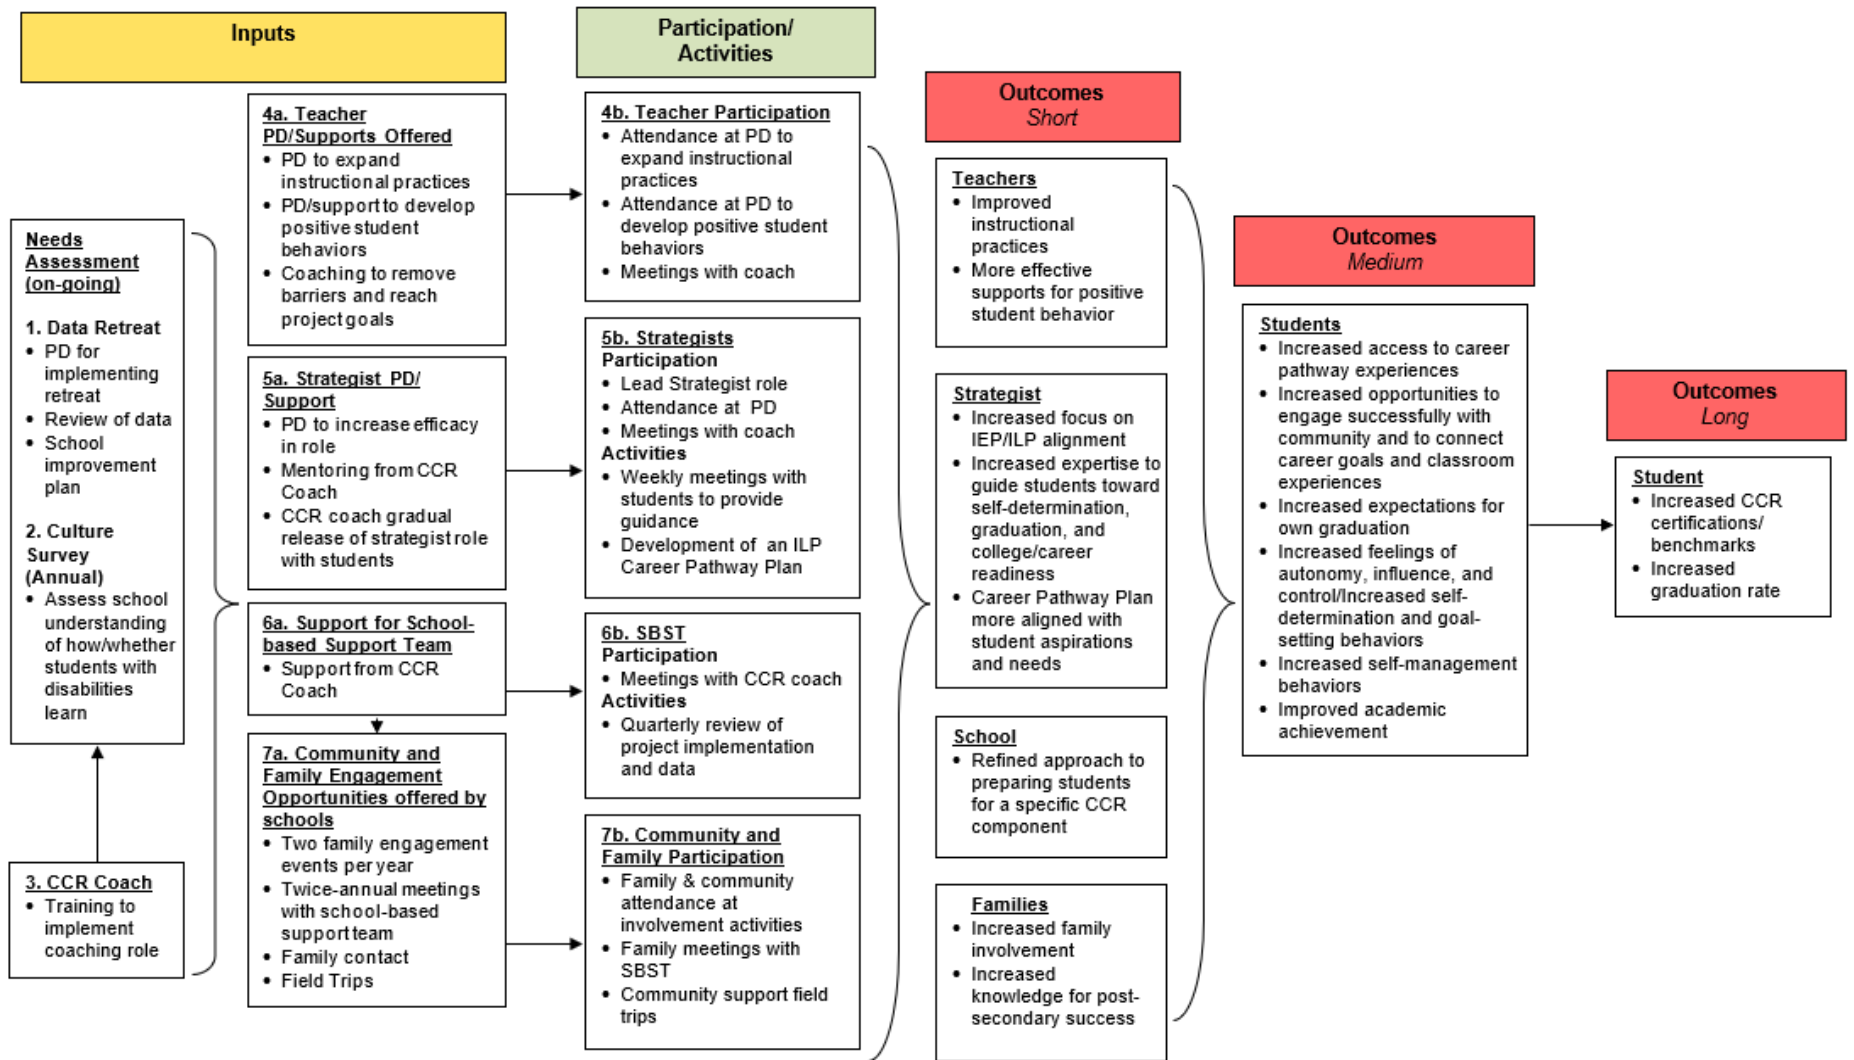 Inputs
Participation/
Activities
Outcomes
Short
Outcomes
Medium
Outcomes
Long
Needs
Assessment
(on-going)
1. Data Retreat
• PD for
implementing
retreat
• Review of data
• School
improvement
plan
2. Culture
Survey
(Annual)
• Assess school
understanding
of how/whether
students with
disabilities
learn
3. CCR Coach
• Training to
implement
coaching role
4a. Teacher
PD/Supports Offered
• PD to expand
instructional practices
• PD/support to develop
positive student
behaviors
• Coaching to remove
barriers and reach
project goals
5a. Strategist PD/
Support
• PD to increase efficacy
in role
• Mentoring from CCR
Coach
• CCR coach gradual
release of strategist role
with students
6a. Support for School-
based Support Team
• Support from CCR
Coach
7a. Community and
Family Engagement
Opportunities offered by
schools
• Two family engagement
events per year
• Twice-annual meetings
with school-based
support team
• Family contact
• Field Trips
4b. Teacher Participation
• Attendance at PD to
expand instructional
practices
• Attendance at PD to
develop positive student
behaviors
• Meetings with coach
5b. Strategists
Participation
• Lead Strategist role
• Attendance at PD
• Meetings with coach
Activities
• Weekly meetings with
students to provide
guidance
• Development of an ILP
Career Pathway Plan
6b. SBST
Participation
• Meetings with CCR coach
Activities
• Quarterly review of
project implementation
and data
7b. Community and
Family Participation
• Family & community
attendance at
involvement activities
• Family meetings with
SBST
• Community support field
trips
Teachers
• Improved
instructional
practices
• More effective
supports for positive
student behavior
Strategist
• Increased focus on
IEP/ILP alignment
• Increased expertise to
guide students toward
self-determination,
graduation, and
college/career
readiness
• Career Pathway Plan
more aligned with
student aspirations
and needs
School
• Refined approach to
preparing students
for a specific CCR
component
Families
• Increased family
involvement
• Increased
knowledge for post-
secondary success
Students
• Increased access to career
pathway experiences
• Increased opportunities to
engage successfully with
community and to connect
career goals and classroom
experiences
• Increased expectations for
own graduation
• Increased feelings of
autonomy, influence, and
control/Increased self-
determination and goal-
setting behaviors
• Increased self-management
behaviors
• Improved academic
achievement
Student
• Increased CCR
certifications/
benchmarks
• Increased
graduation rate